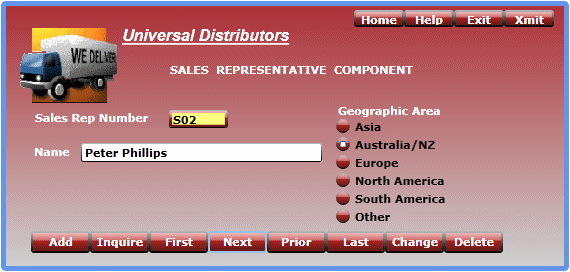 Home Help Exit Xmit
Universal Distributors
WE DELIVER
SALES REPRESENTATIVE COMPONENT
Geographic Area
Sales Rep Number S02
Asia
Australia/NZ
Name Peter Phillips
Europe
North America
South America
Other
Add Inquire First Next Prior Last Change Delete